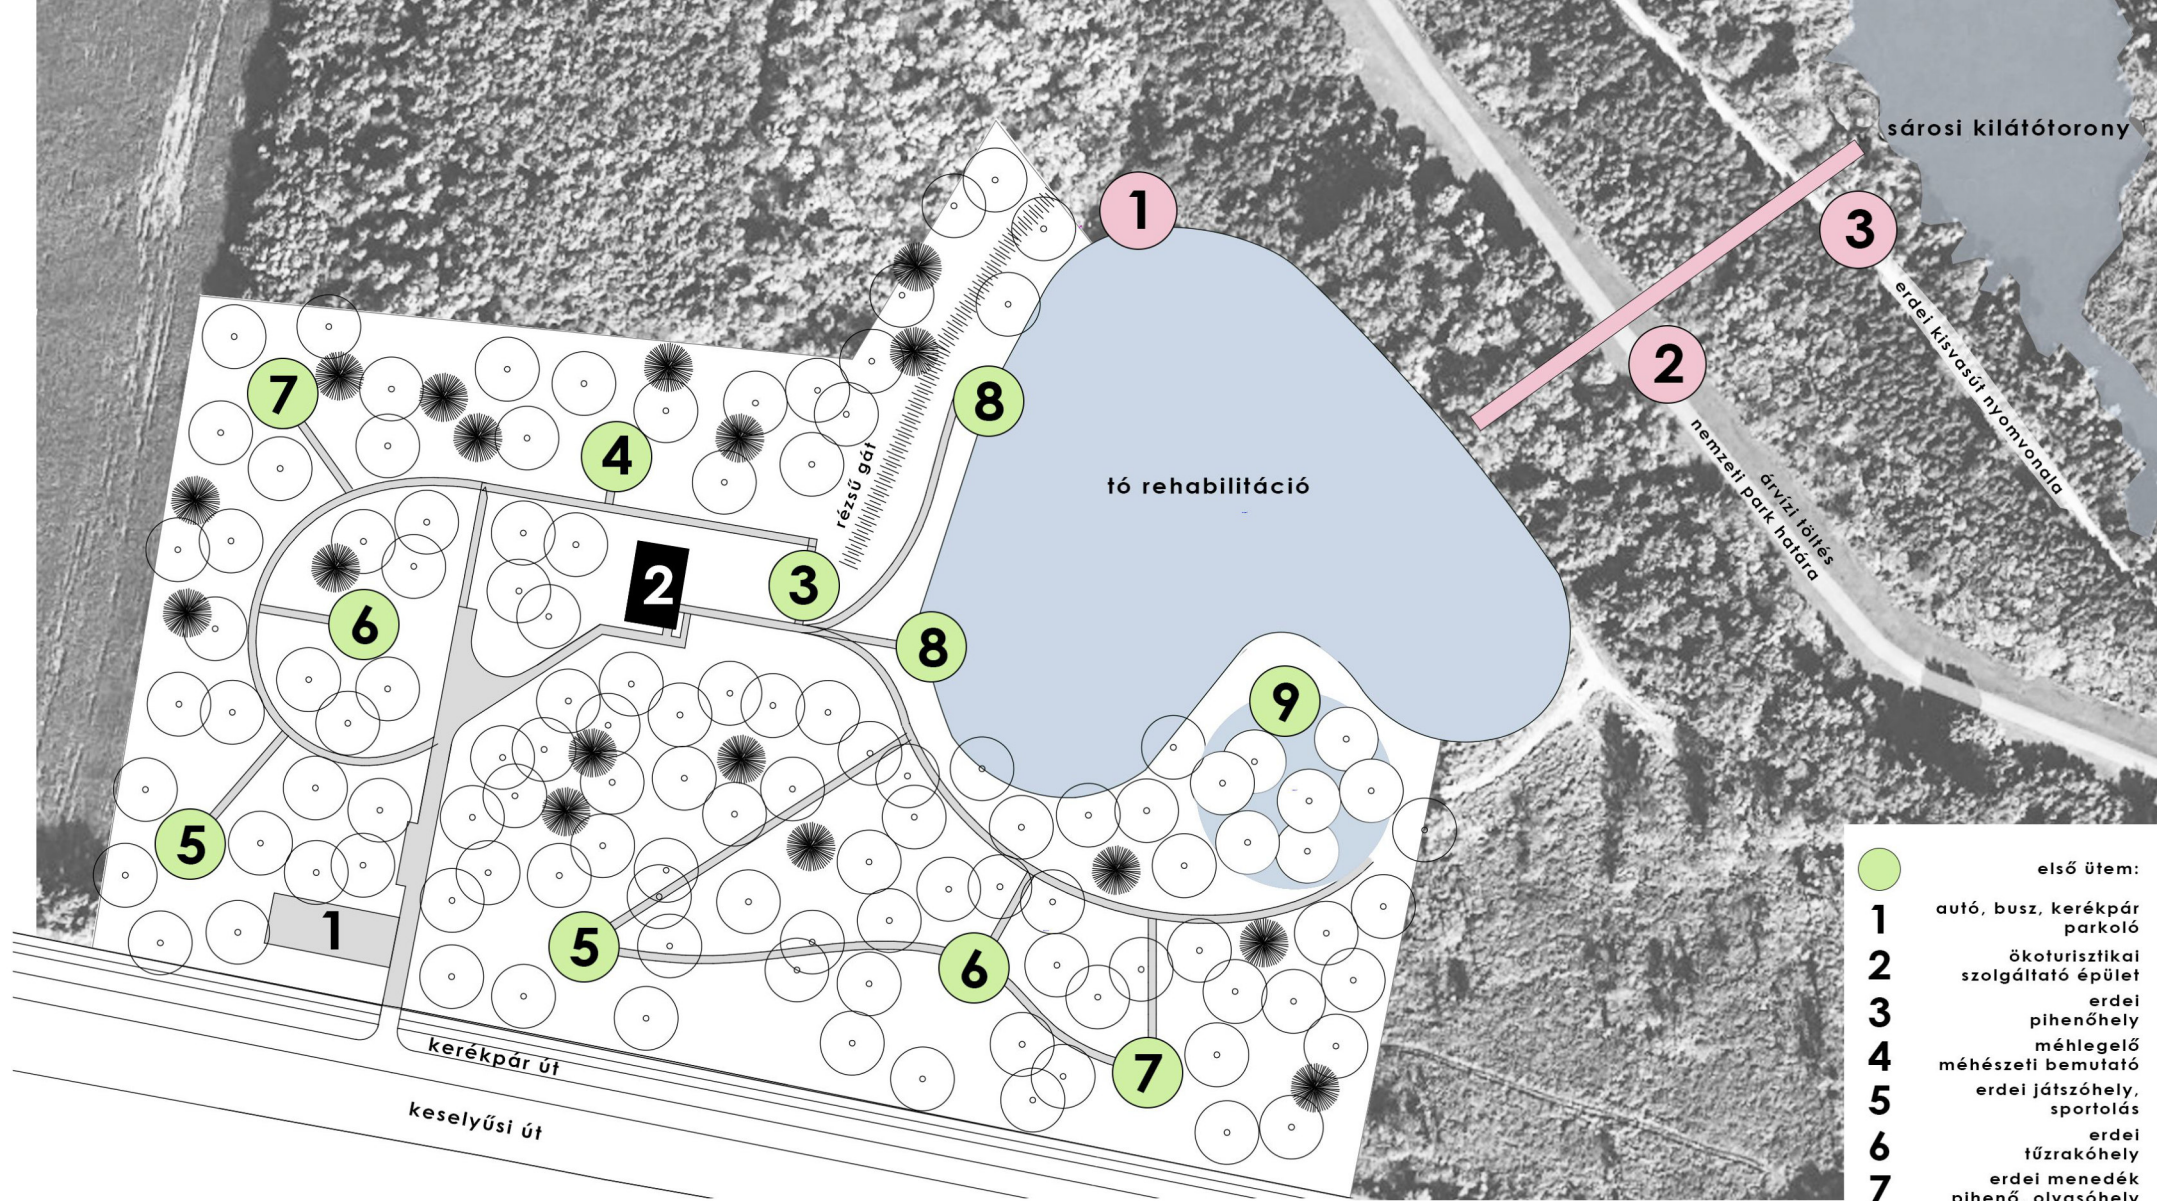 sárosi kilátótorony
1
3
erdei kisvasút nyomvonala
2
nemzeti park határa
árvízi töltés
7
8
4
rézsű gát
tó rehabilitáció
2
3
6
8
9
5
1
5
6
7
kerékpár út
keselyűsi út
első ütem:
1 autó, busz, kerékpár
parkoló
2 ökoturisztikai
szolgáltató épület
3 erdei
pihenőhely
4 méhlegelő
méhészeti bemutató
5 erdei játszóhely,
sportolás
6 erdei
tűzrakóhely
7 erdei menedék
pihenő, olvasóhely